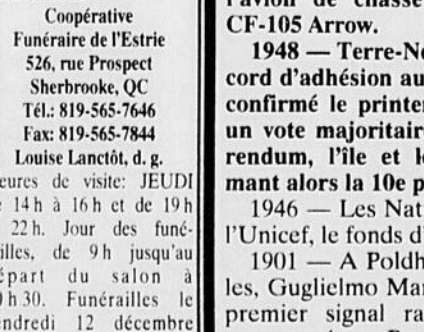 Coopérative
Funéraire de l'Estrie
526, rue Prospect
Sherbrooke, QC
Tél.: 819-565-7646
Fax: 819-565-7844
Louise Lanctôt, d. g.
eures de visite: JEUDI
14 h à 16 h et de 19 h
22 h. Jour des funé-
illes, de 9 h jusqu'au
épart du salon à
h 30. Funérailles le
endredi 12 décembre
l'avion de chasse
CF-105 Arrow.
1948 — Terre-Ne
cord d'adhésion au
confirmé le printer
un vote majoritair
rendum, l'île et l
mant alors la 10e p
1946 — Les Nat
l'Unicef, le fonds d'
1901 — A Poldh
les, Guglielmo Mar
premier signal ra